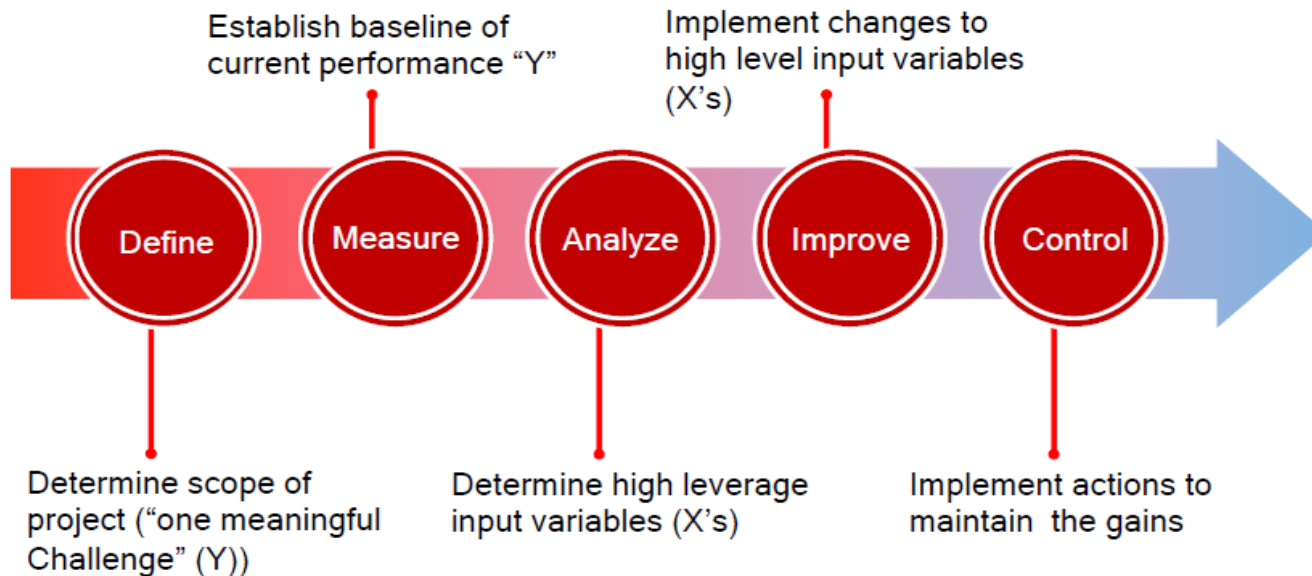 Establish baseline of
current performance “Y”
Implement changes to
high level input variables
(X’s)
Define
Measure
Analyze
Improve
Control
Determine scope of
project (“one meaningful
Challenge” (Y))
Determine high leverage
input variables (X’s)
Implement actions to
maintain  the gains